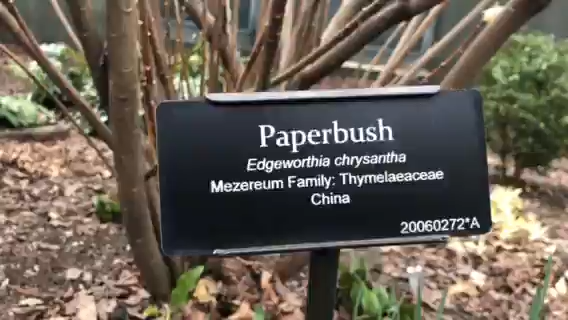 Paperbush
Edgeworthia chrysantha
Mezereum Family: Thymelaeaceae
China
20060272*A